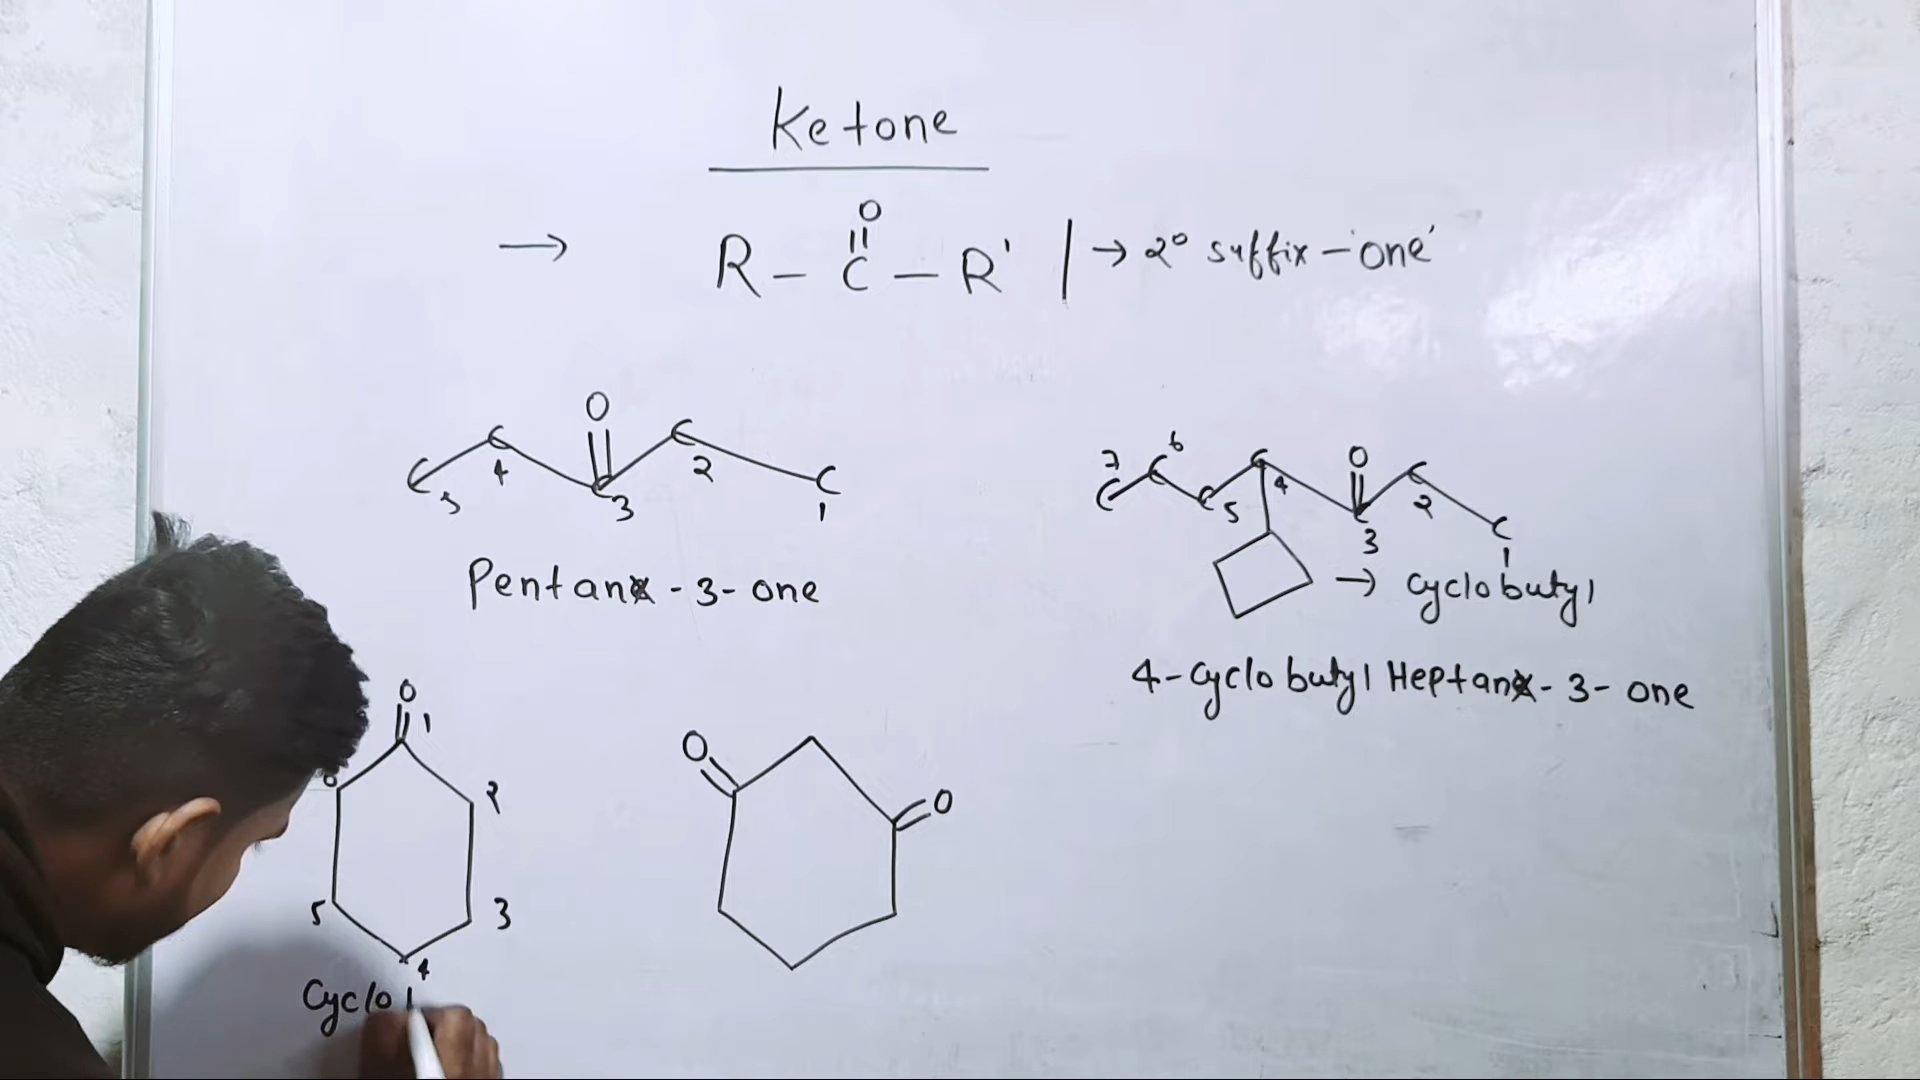 Ketone
O
R - C - R' | → 2° suffix - 'one'
O
C C C C C
5 4 3 2 1
Pentane - 3 - one
O
C C C C C C C
7 6 5 4 3 2 1
→ cyclobutyl
4 - Cyclobutyl Heptane - 3 - one
O
1
2
3
4
5
O
O
Cyclo